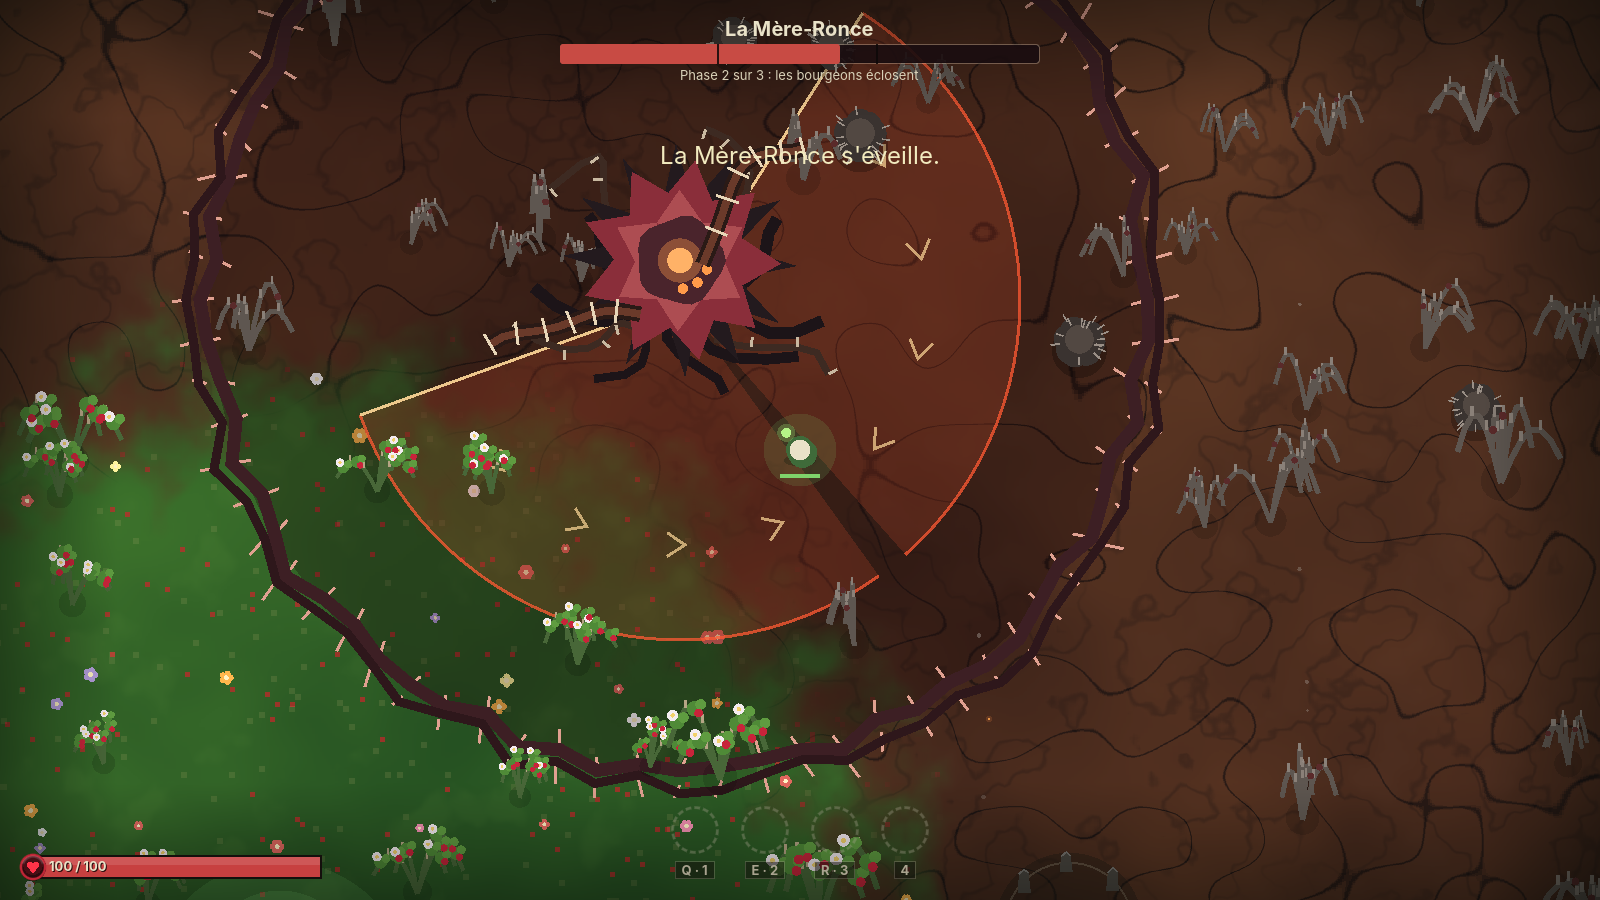 La Mère-Ronce
Phase 2 sur 3 : les bourgeons éclosent
La Mère-Ronce s'éveille.
100 / 100
Q · 1
E · 2
R · 3
4